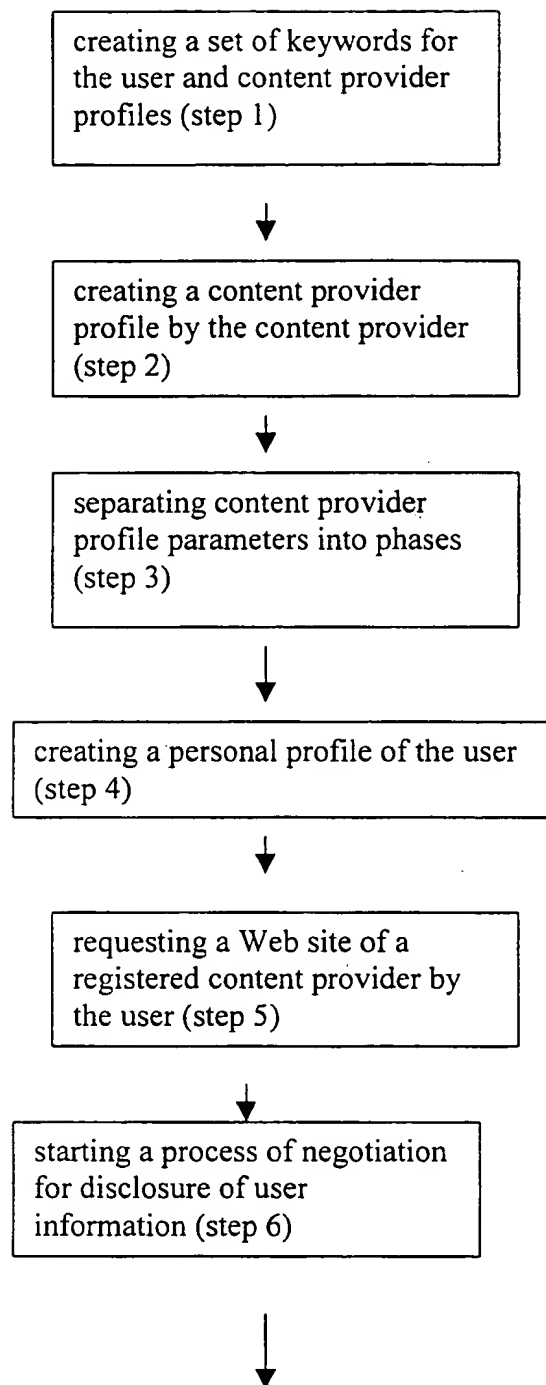 creating a set of keywords for
the user and content provider
profiles (step 1)
creating a content provider
profile by the content provider
(step 2)
separating content provider
profile parameters into phases
(step 3)
creating a personal profile of the user
(step 4)
requesting a Web site of a
registered content provider by
the user (step 5)
starting a process of negotiation
for disclosure of user
information (step 6)